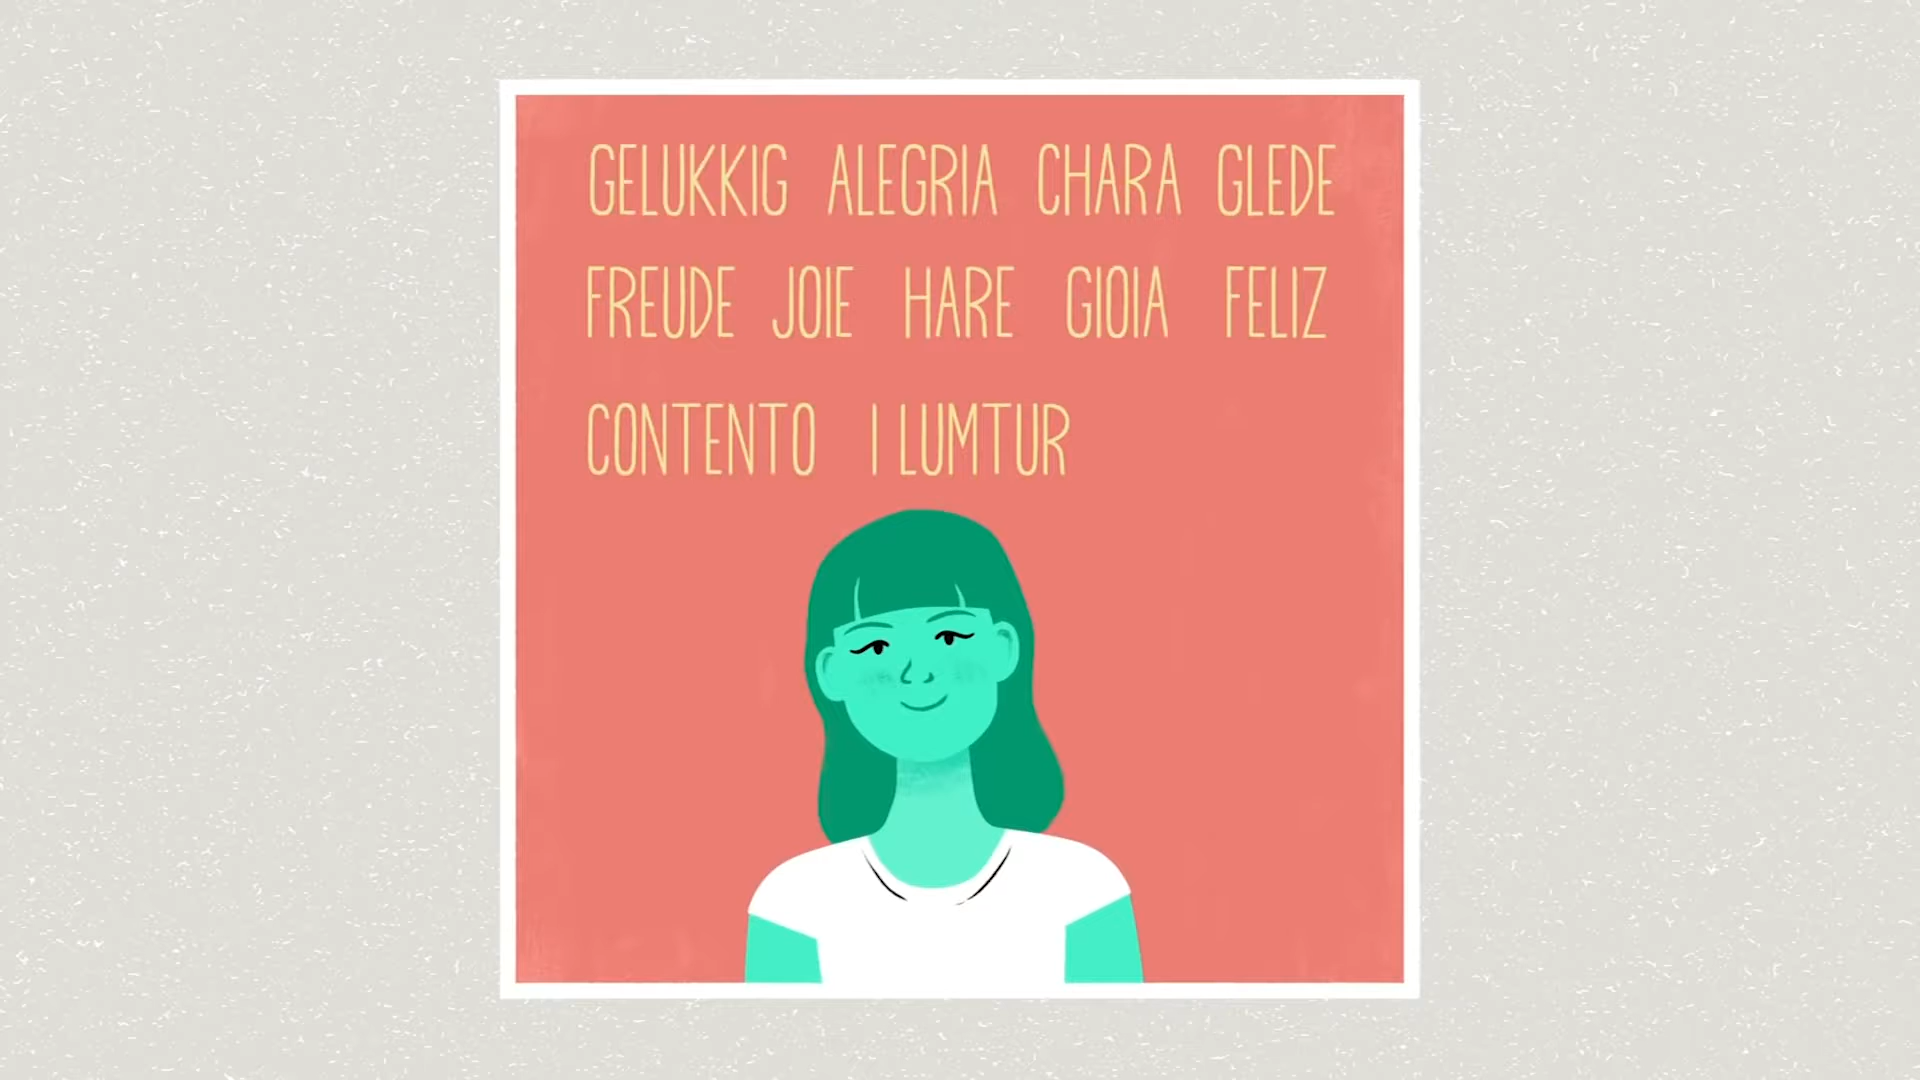 GELUKKIG ALEGRIA CHARA GLEDE
FREUDE JOIE HARE GIOIA FELIZ
CONTENTO I LUMTUR